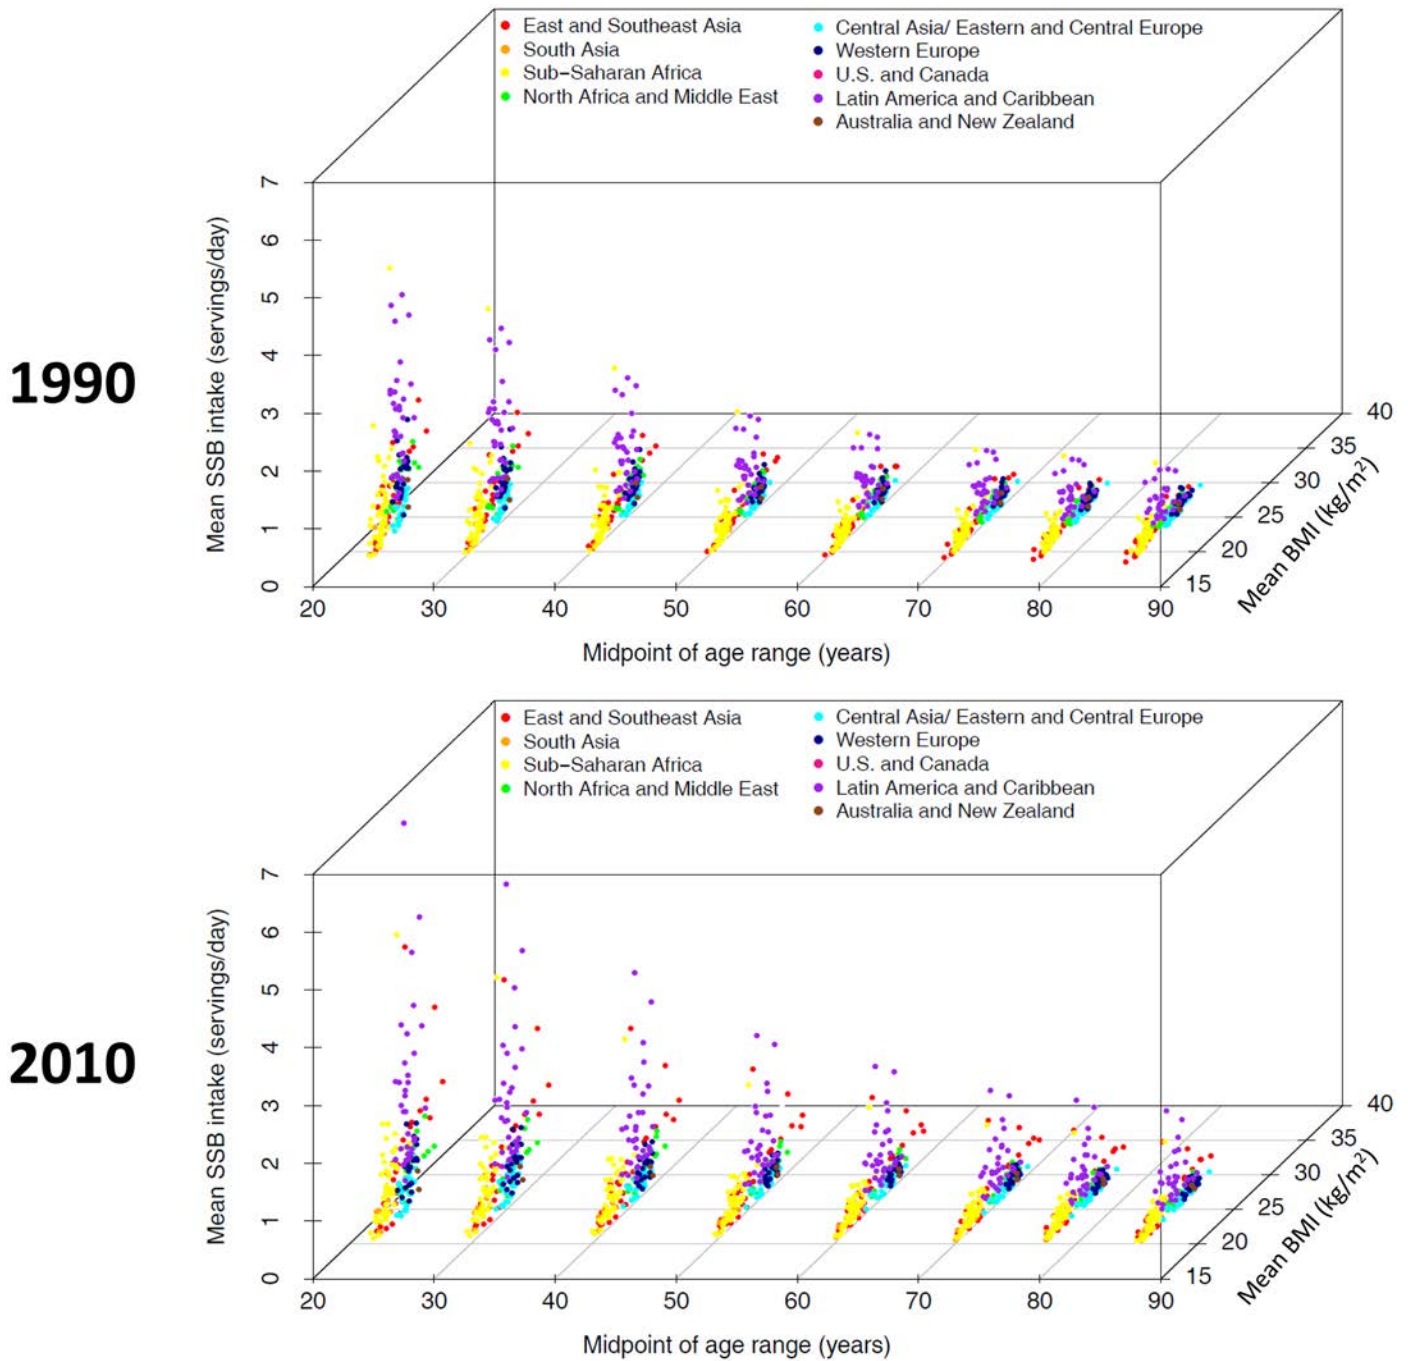 1990
East and Southeast Asia
South Asia
Sub-Saharan Africa
North Africa and Middle East
Central Asia/ Eastern and Central Europe
Western Europe
U.S. and Canada
Latin America and Caribbean
Australia and New Zealand
Mean SSB intake (servings/day)
7
6
5
4
3
2
1
0
20
30
40
50
60
70
80
90
Midpoint of age range (years)
40
35
30
25
20
15
Mean BMI (kg/m²)
2010
East and Southeast Asia
South Asia
Sub-Saharan Africa
North Africa and Middle East
Central Asia/ Eastern and Central Europe
Western Europe
U.S. and Canada
Latin America and Caribbean
Australia and New Zealand
Mean SSB intake (servings/day)
7
6
5
4
3
2
1
0
20
30
40
50
60
70
80
90
Midpoint of age range (years)
40
35
30
25
20
15
Mean BMI (kg/m²)